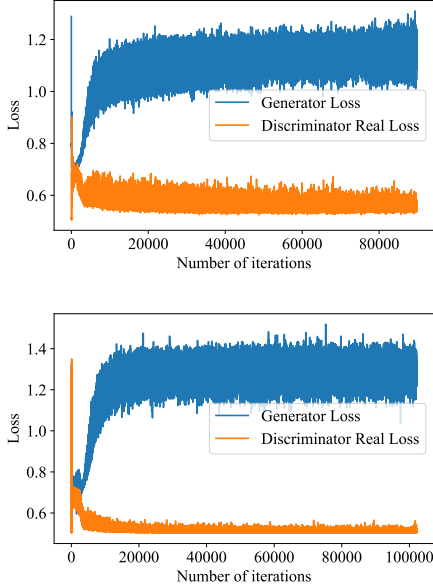 1.2
1.0
0.8
0.6
Loss
Generator Loss
Discriminator Real Loss
0 20000 40000 60000 80000
Number of iterations
1.4
1.2
1.0
0.8
0.6
Loss
Generator Loss
Discriminator Real Loss
0 20000 40000 60000 80000 100000
Number of iterations